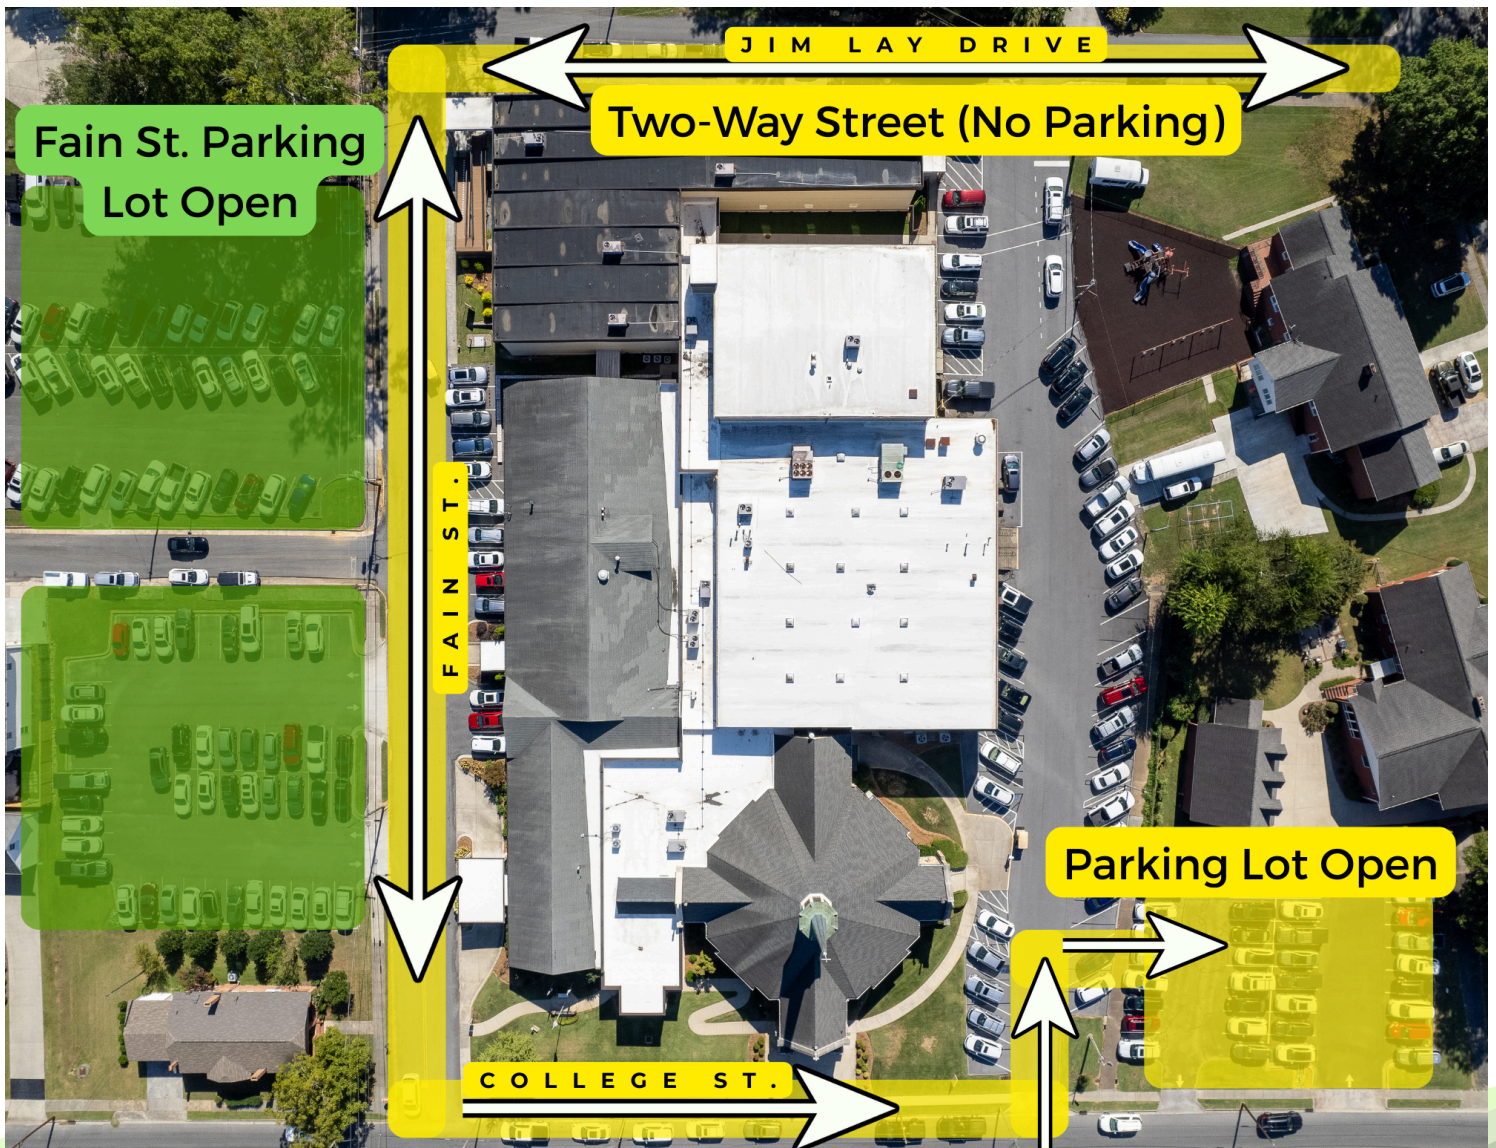 JIM LAY DRIVE
Two-Way Street (No Parking)
Fain St. Parking
Lot Open
FAIN ST.
Parking Lot Open
COLLEGE ST.